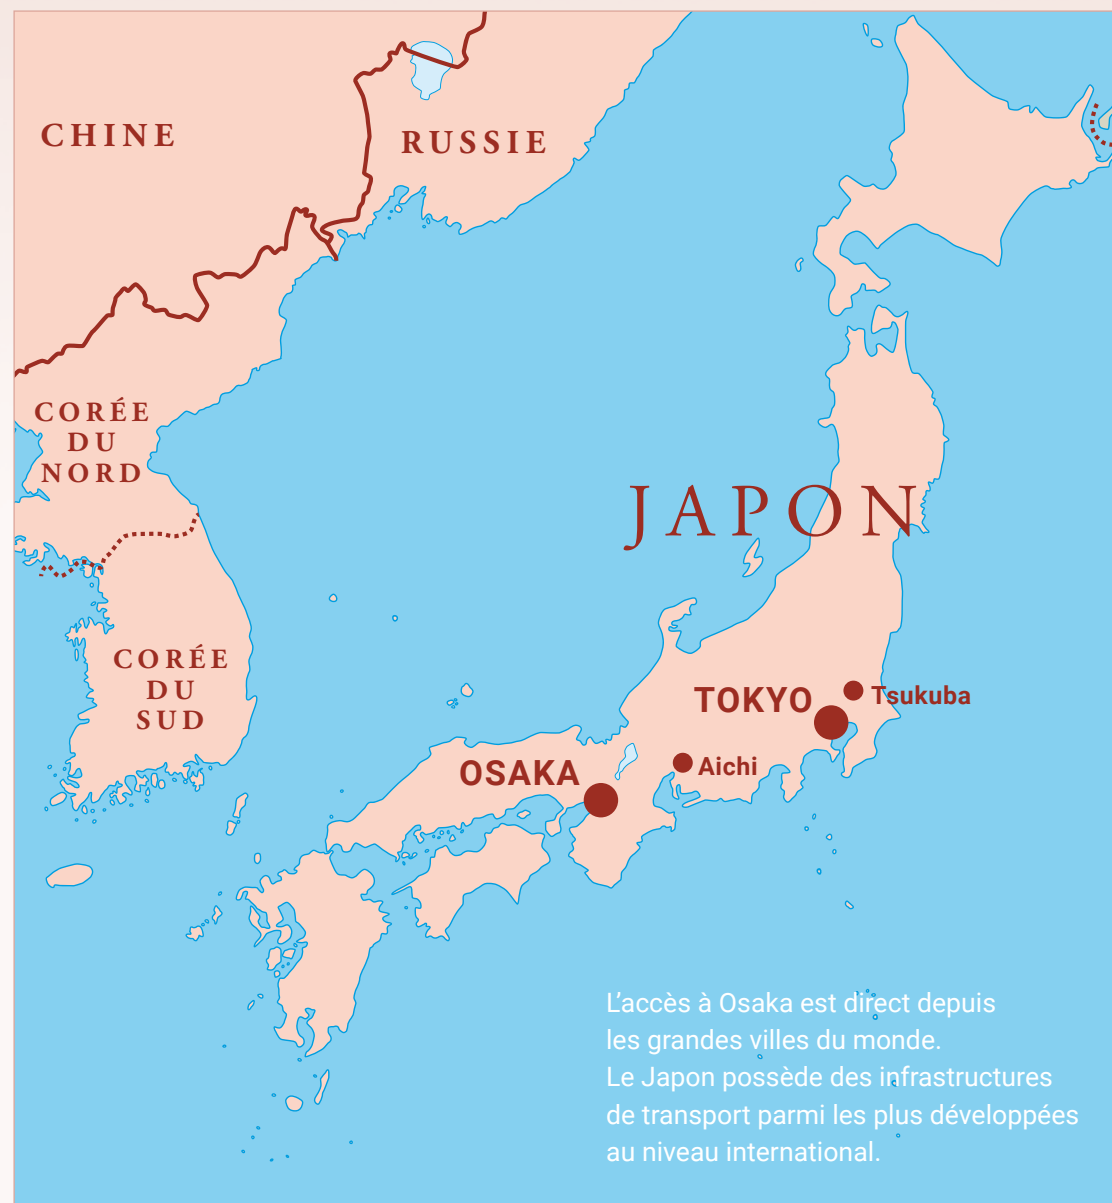 CHINE
RUSSIE
CORÉE
DU
NORD
JAPON
CORÉE
DU
SUD
TOKYO
Tsukuba
OSAKA
Aichi
L’accès à Osaka est direct depuis
les grandes villes du monde.
Le Japon possède des infrastructures
de transport parmi les plus développées
au niveau international.